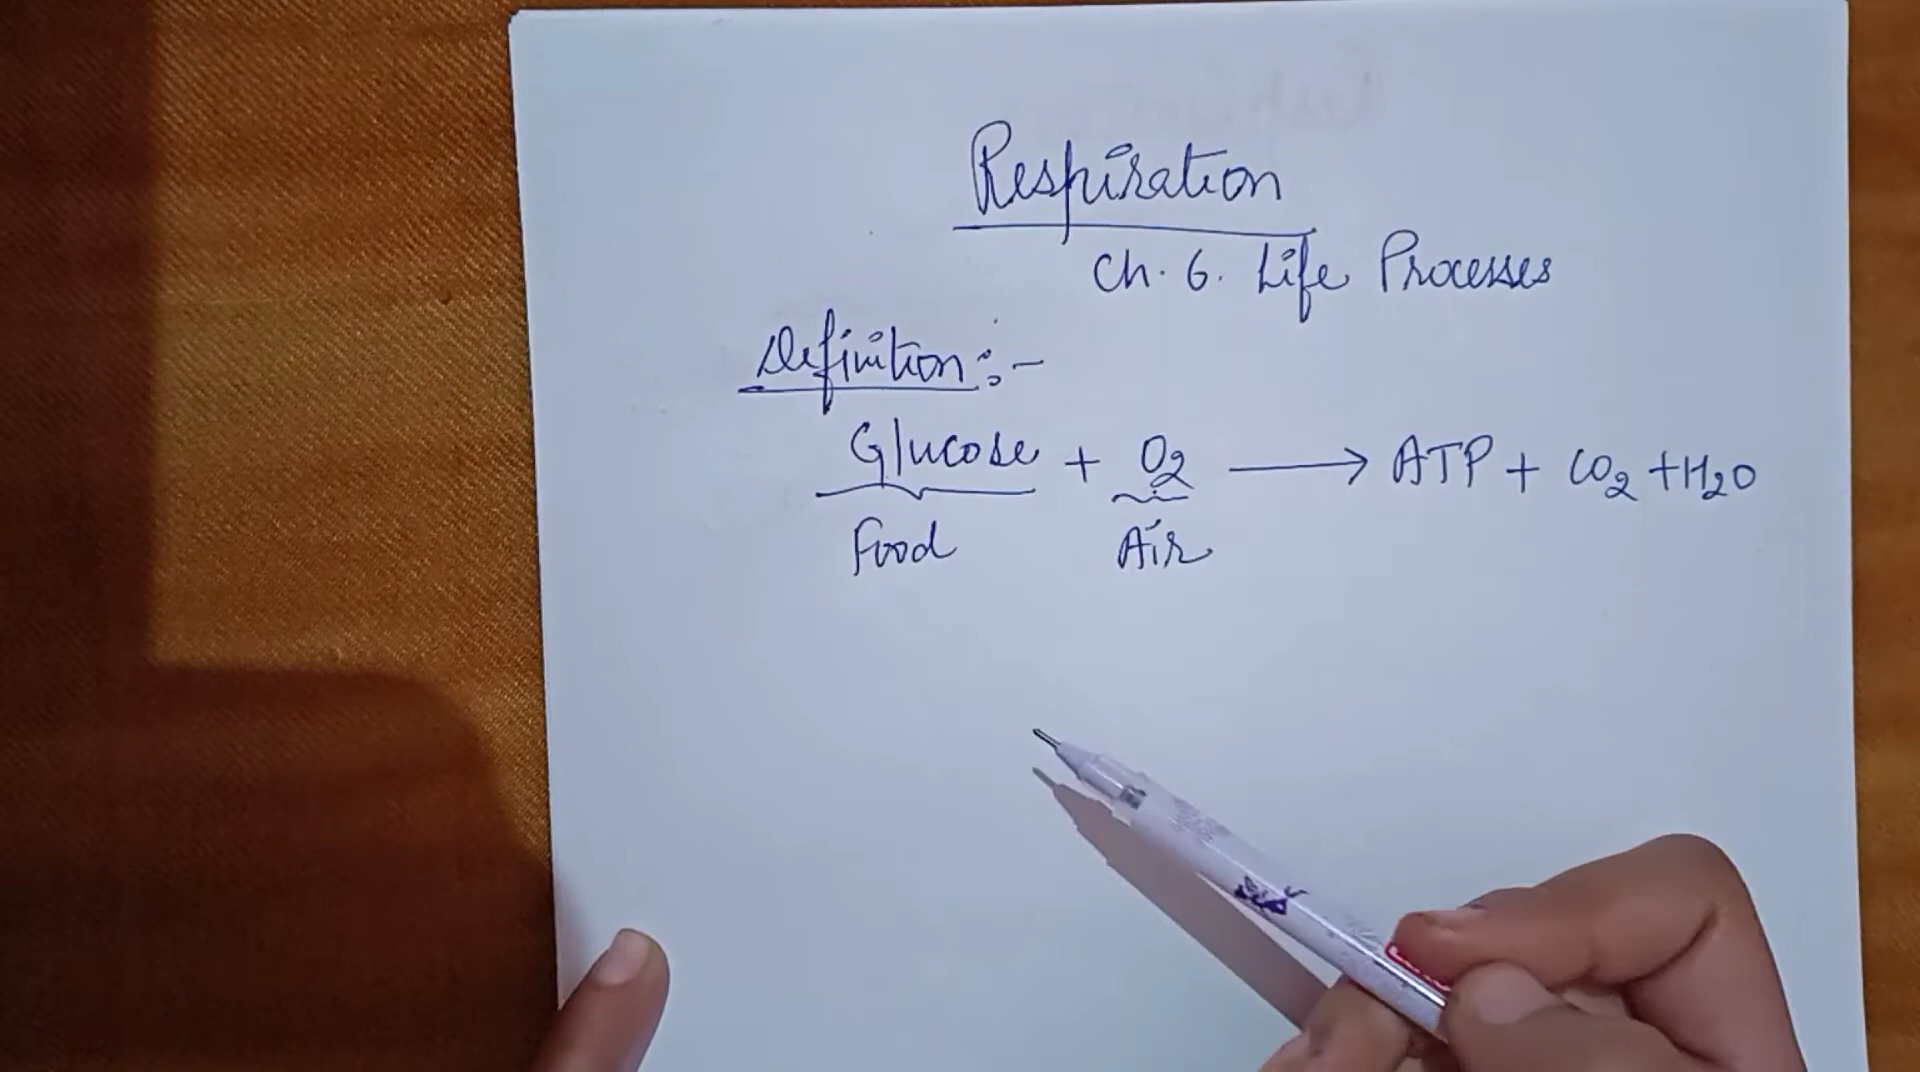 Respiration
Ch. 6. Life Processes
Definition :-
Glucose + O2 → ATP + CO2 + H2O
Food Air